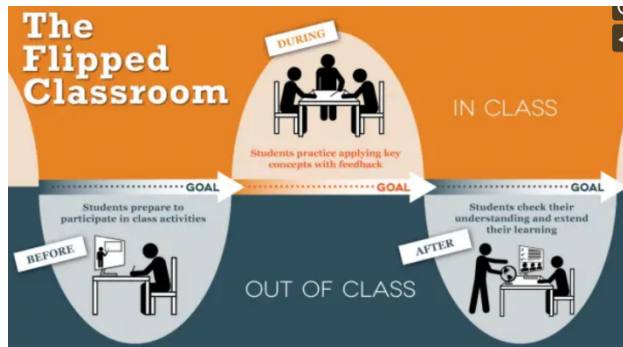 The
Flipped
Classroom
DURING
IN CLASS
Students practice applying key
concepts with feedback
GOAL
GOAL
GOAL
Students prepare to
participate in class activities
BEFORE
OUT OF CLASS
Students check their
understanding and extend
their learning
AFTER